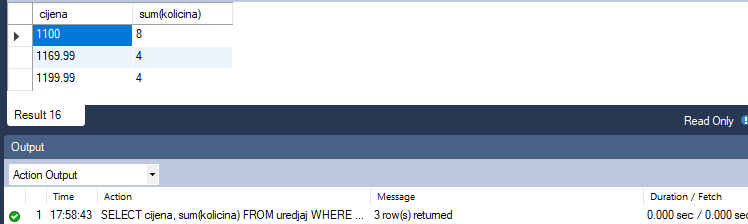 cijena sum(kolicina)
1100 8
1169.99 4
1199.99 4
Result 16
Read Only
Output
Action Output
Time Action Message Duration / Fetch
1 17:58:43 SELECT cijena, sum(kolicina) FROM uredjaj WHERE ... 3 row(s) returned 0.000 sec / 0.000 sec